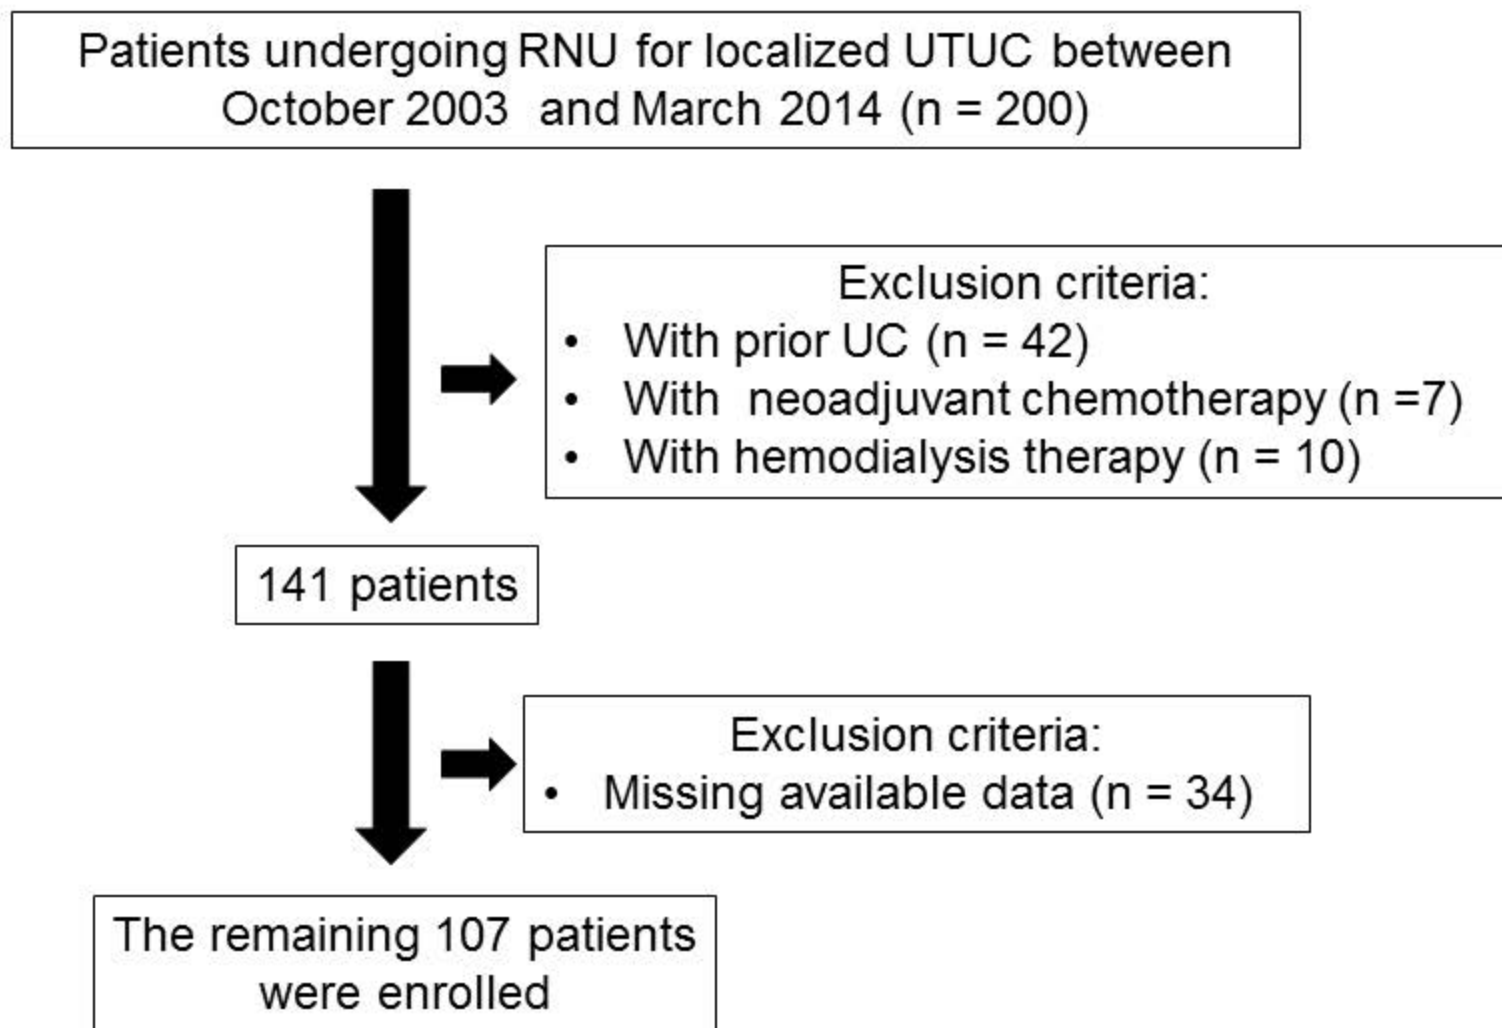 Patients undergoing RNU for localized UTUC between
October 2003 and March 2014 (n = 200)
Exclusion criteria:
• With prior UC (n = 42)
• With neoadjuvant chemotherapy (n =7)
• With hemodialysis therapy (n = 10)
141 patients
Exclusion criteria:
• Missing available data (n = 34)
The remaining 107 patients
were enrolled